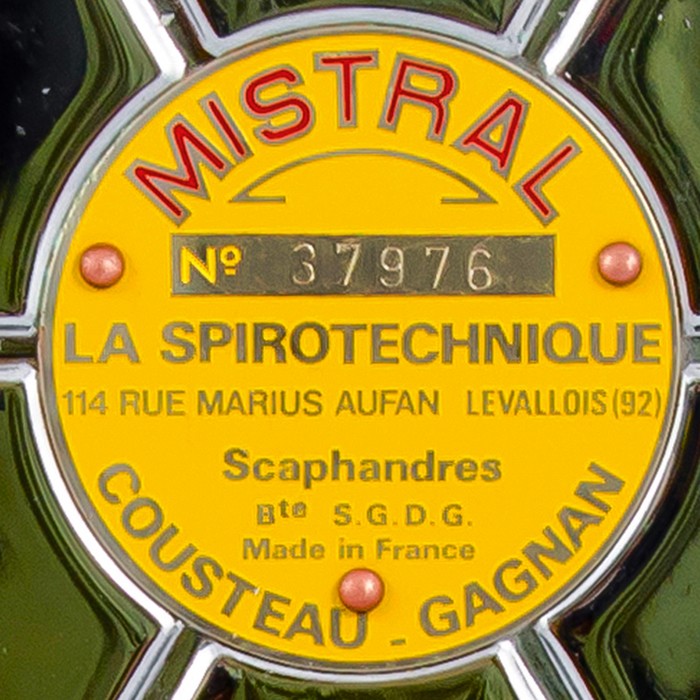 MISTRAL
Nº 37976
LA SPIROTECHNIQUE
114 RUE MARIUS AUFAN LEVALLOIS (92)
Scaphandres
Bte S.G.D.G.
Made in France
COUSTEAU - GAGNAN